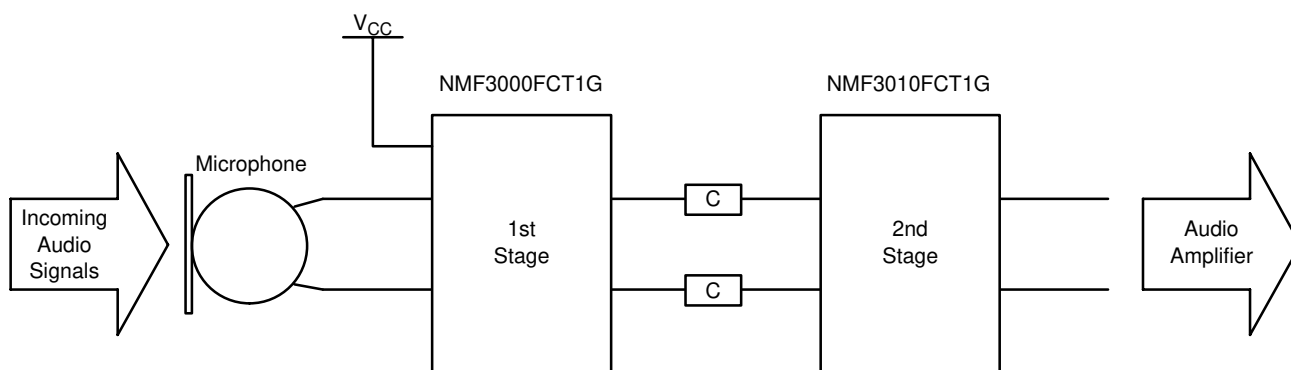 VCC
NMF3000FCT1G
NMF3010FCT1G
Microphone
Incoming
Audio
Signals
1st
Stage
C
C
2nd
Stage
Audio
Amplifier